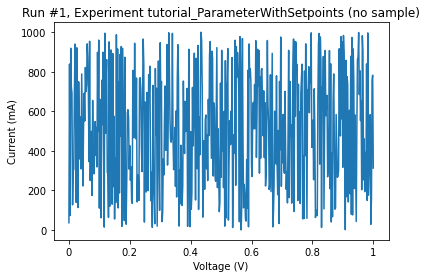 Run #1, Experiment tutorial_ParameterWithSetpoints (no sample)
1000
800
600
400
200
0
Current (mA)
0 0.2 0.4 0.6 0.8 1
Voltage (V)